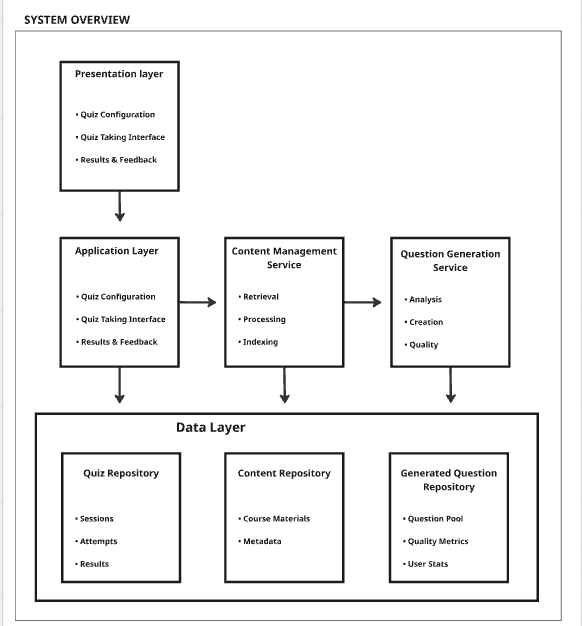 SYSTEM OVERVIEW
Presentation layer
• Quiz Configuration
• Quiz Taking Interface
• Results & Feedback
Application Layer
• Quiz Configuration
• Quiz Taking Interface
• Results & Feedback
Content Management
Service
• Retrieval
• Processing
• Indexing
Question Generation
Service
• Analysis
• Creation
• Quality
Data Layer
Quiz Repository
• Sessions
• Attempts
• Results
Content Repository
• Course Materials
• Metadata
Generated Question
Repository
• Question Pool
• Quality Metrics
• User Stats